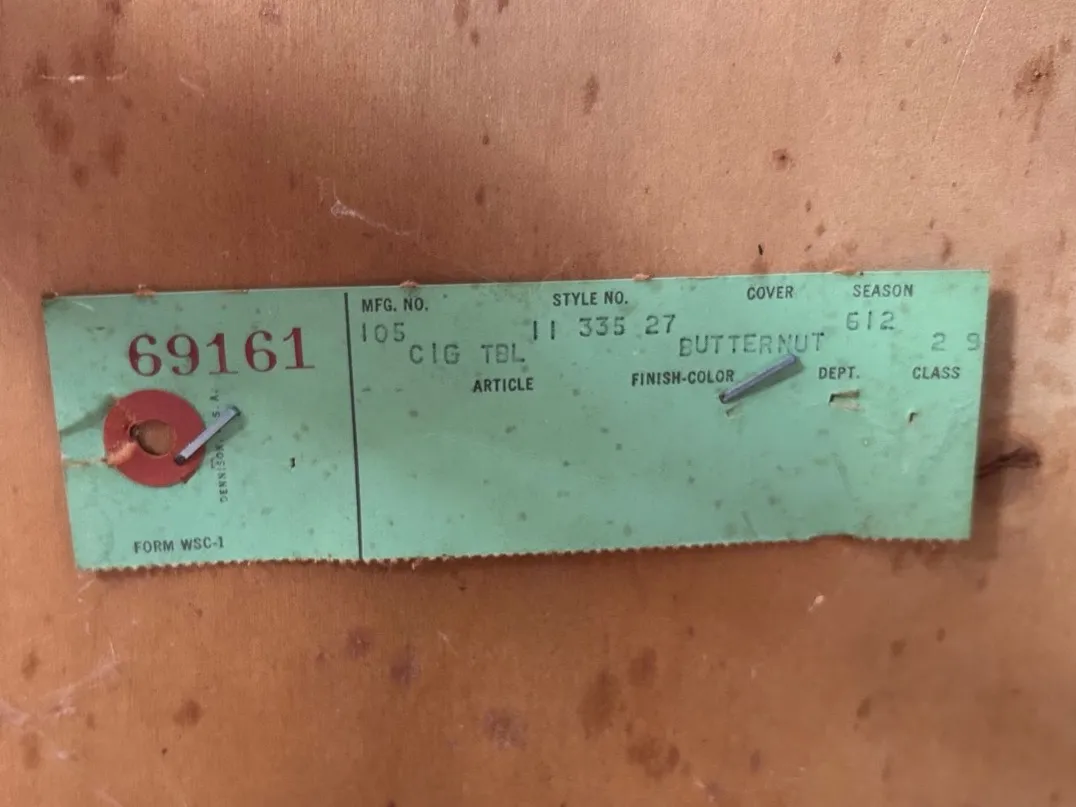 69161
DENNISON U.S.A.
FORM WSC-1
MFG. NO. STYLE NO. COVER SEASON
105 11 335 27 612
CIG TBL BUTTERNUT 2 9
ARTICLE FINISH-COLOR DEPT. CLASS